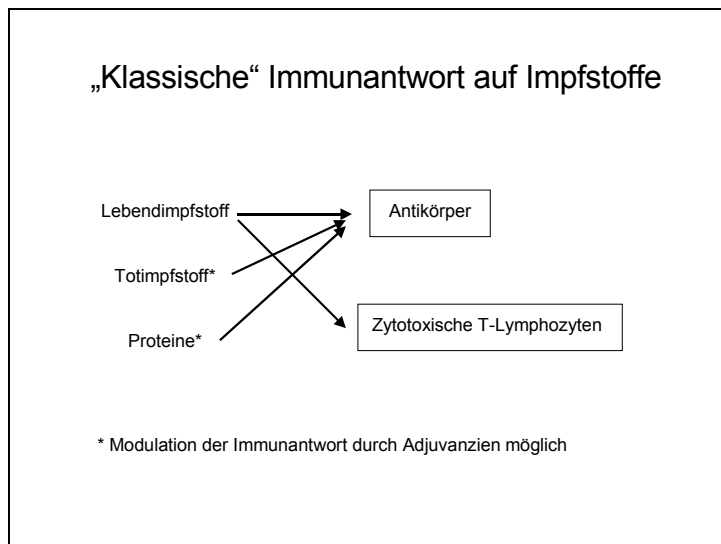 „Klassische“ Immunantwort auf Impfstoffe
Lebendimpfstoff
Antikörper
Totimpfstoff*
Zytotoxische T-Lymphozyten
Proteine*
* Modulation der Immunantwort durch Adjuvanzien möglich